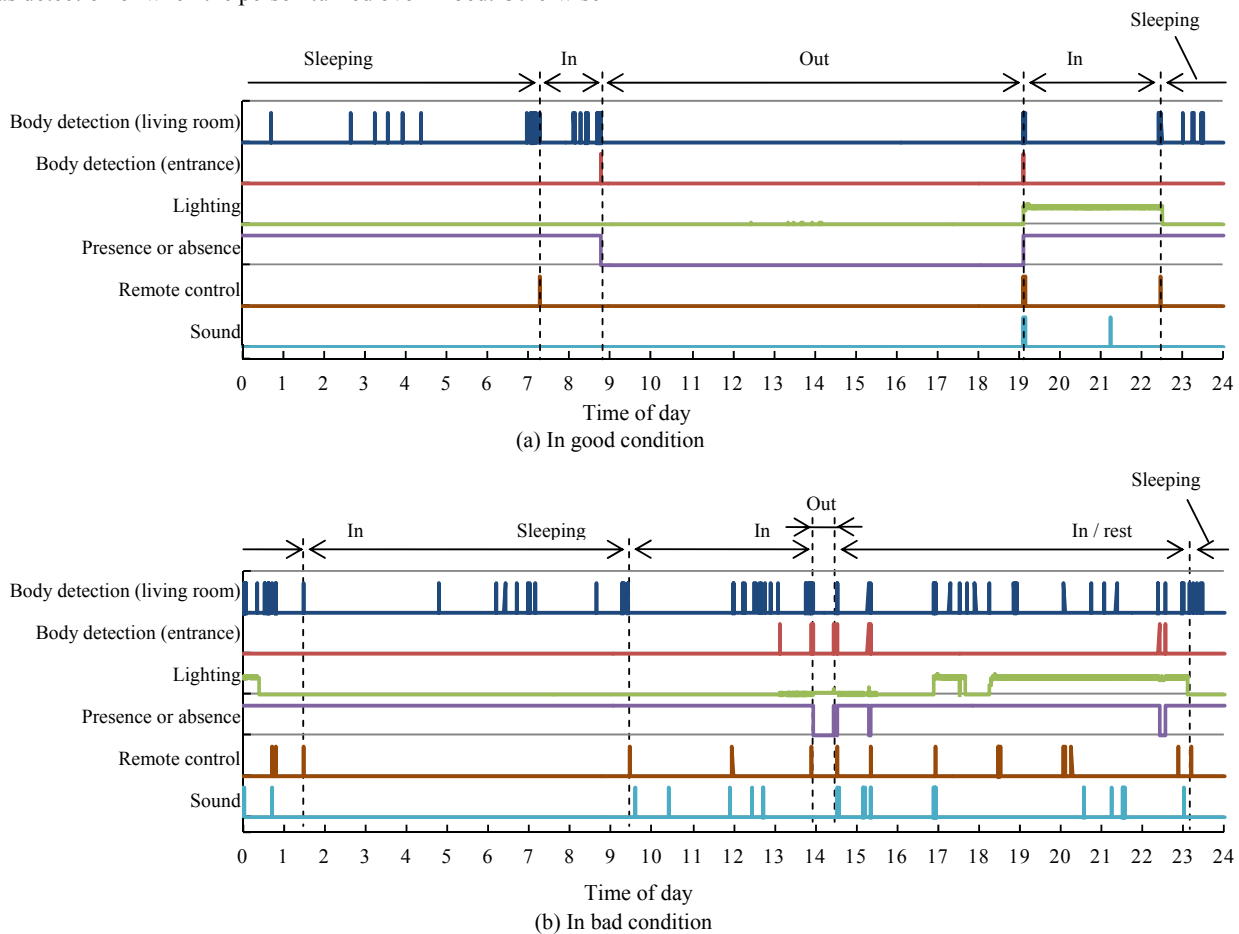 Sleeping
Sleeping In Out In
Body detection (living room)
Body detection (entrance)
Lighting
Presence or absence
Remote control
Sound
0 1 2 3 4 5 6 7 8 9 10 11 12 13 14 15 16 17 18 19 20 21 22 23 24
Time of day
(a) In good condition
Sleeping
Out
In Sleeping In In / rest
Body detection (living room)
Body detection (entrance)
Lighting
Presence or absence
Remote control
Sound
0 1 2 3 4 5 6 7 8 9 10 11 12 13 14 15 16 17 18 19 20 21 22 23 24
Time of day
(b) In bad condition